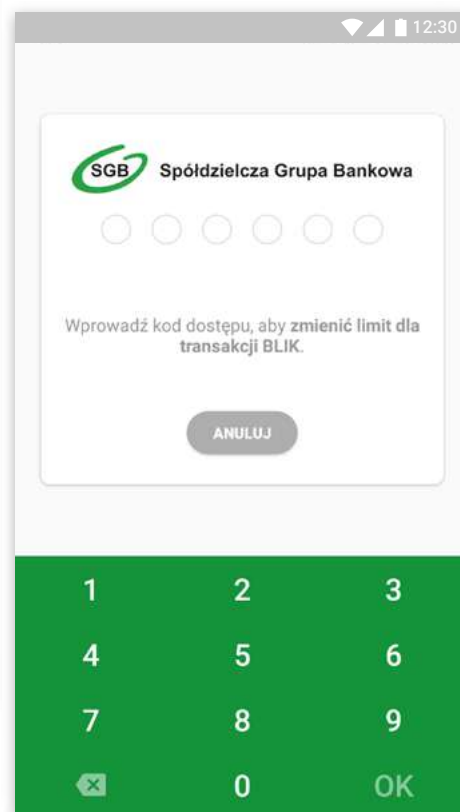 12:30
SGB Spółdzielcza Grupa Bankowa
Wprowadź kod dostępu, aby zmienić limit dla
transakcji BLIK.
ANULUJ
1 2 3
4 5 6
7 8 9
0 OK